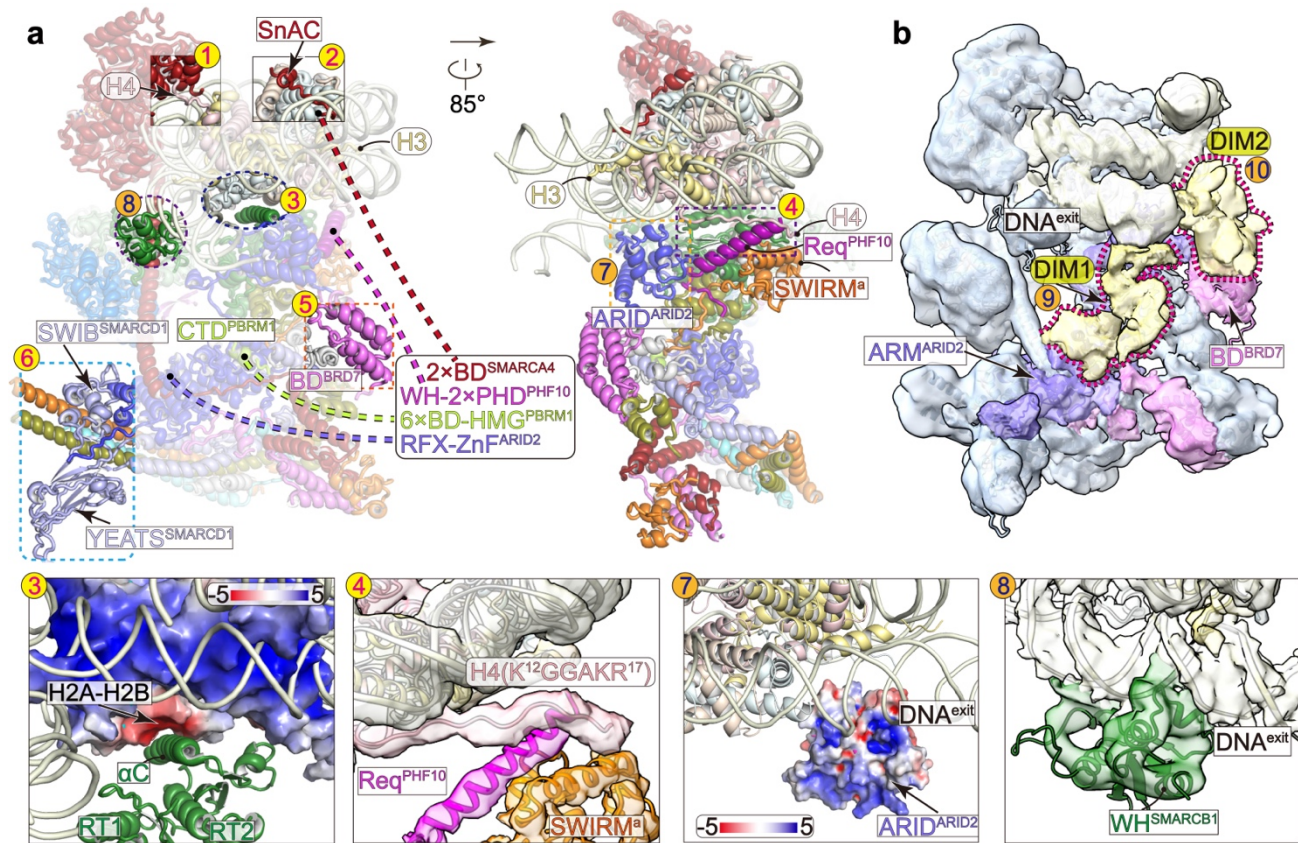 a
1
SnAC
2
H4
H3
8
3
SWIB^SMARCD1
CTD^PBRM1
5
6
BD^BRD7
YEATS^SMARCD1
2×BD^SMARCA4
WH-2×PHD^PHF10
6×BD-HMG^PBRM1
RFX-ZnF^ARID2
85°
H3
4
H4
Req^PHF10
7
SWIRM^a
ARID^ARID2
b
DIM2
10
DNA^exit
DIM1
9
ARM^ARID2
BD^BRD7
3
-5 5
H2A-H2B
αC
RT1
RT2
4
H4(K^12GGAKR^17)
Req^PHF10
SWIRM^a
7
DNA^exit
-5 5
ARID^ARID2
8
DNA^exit
WH^SMARCB1